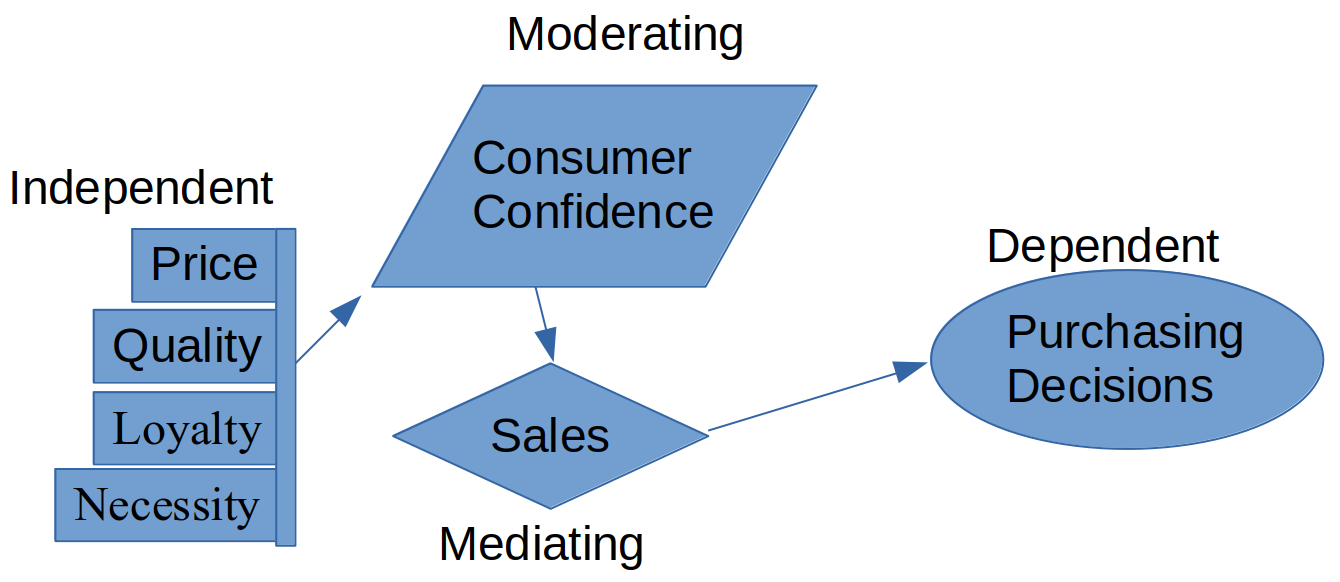 Moderating
Consumer
Confidence
Independent
Price
Quality
Loyalty
Necessity
Sales
Mediating
Dependent
Purchasing
Decisions